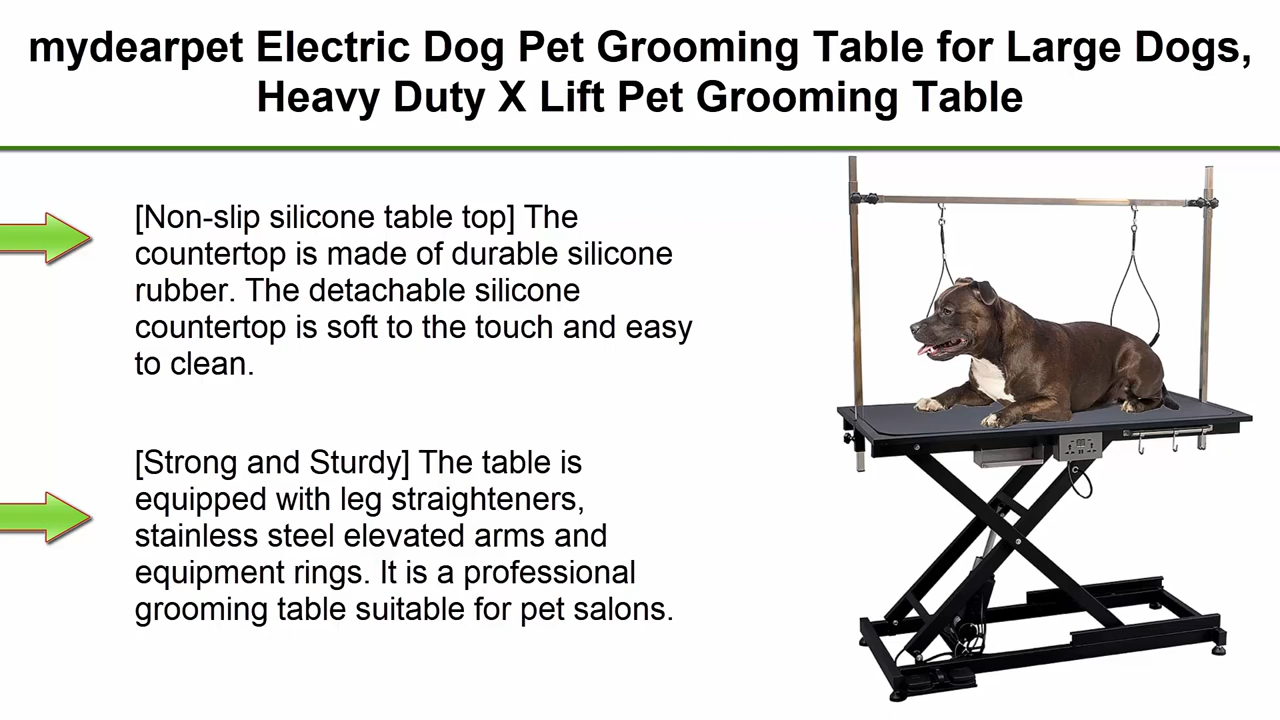 mydearpet Electric Dog Pet Grooming Table for Large Dogs,
Heavy Duty X Lift Pet Grooming Table
[Non-slip silicone table top] The
countertop is made of durable silicone
rubber. The detachable silicone
countertop is soft to the touch and easy
to clean.
[Strong and Sturdy] The table is
equipped with leg straighteners,
stainless steel elevated arms and
equipment rings. It is a professional
grooming table suitable for pet salons.